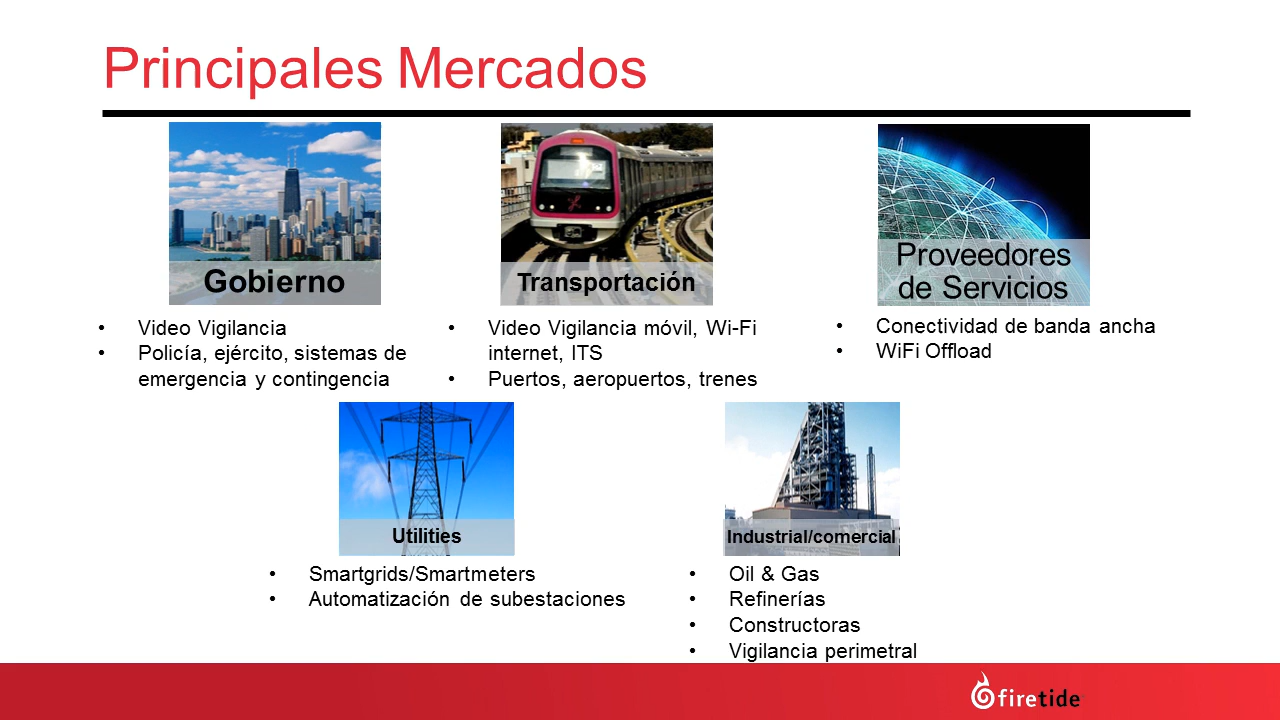 Principales Mercados
Gobierno
• Video Vigilancia
• Policía, ejército, sistemas de
emergencia y contingencia
Transportación
• Video Vigilancia móvil, Wi-Fi
internet, ITS
• Puertos, aeropuertos, trenes
Proveedores
de Servicios
• Conectividad de banda ancha
• WiFi Offload
Utilities
• Smartgrids/Smartmeters
• Automatización de subestaciones
Industrial/comercial
• Oil & Gas
• Refinerías
• Constructoras
• Vigilancia perimetral
firetide